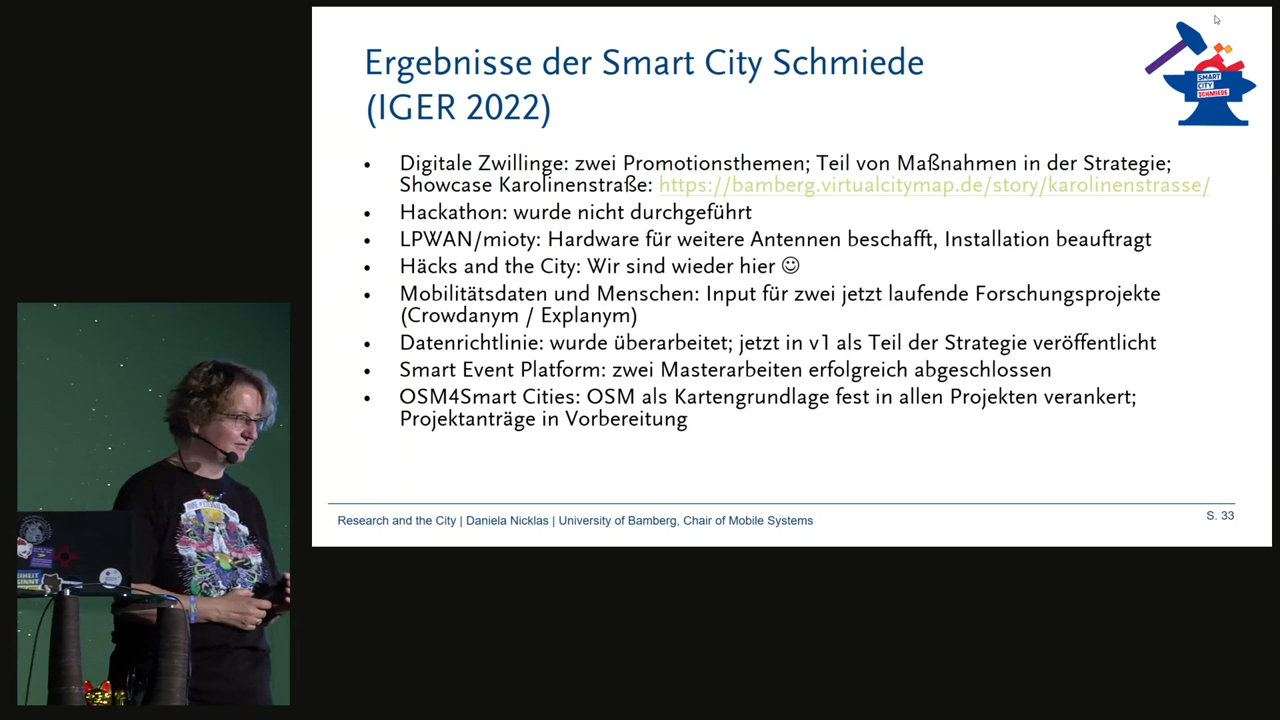 Ergebnisse der Smart City Schmiede
(IGER 2022)
SMART
CITY
SCHMIEDE
• Digitale Zwillinge: zwei Promotionsthemen; Teil von Maßnahmen in der Strategie;
Showcase Karolinenstraße: https://bamberg.virtualcitymap.de/story/karolinenstrasse/
• Hackathon: wurde nicht durchgeführt
• LPWAN/mioty: Hardware für weitere Antennen beschafft, Installation beauftragt
• Häcks and the City: Wir sind wieder hier ☺
• Mobilitätsdaten und Menschen: Input für zwei jetzt laufende Forschungsprojekte
(Crowdanym / Explanym)
• Datenrichtlinie: wurde überarbeitet; jetzt in v1 als Teil der Strategie veröffentlicht
• Smart Event Platform: zwei Masterarbeiten erfolgreich abgeschlossen
• OSM4Smart Cities: OSM als Kartengrundlage fest in allen Projekten verankert;
Projektanträge in Vorbereitung
Research and the City | Daniela Nicklas | University of Bamberg, Chair of Mobile Systems
S. 33